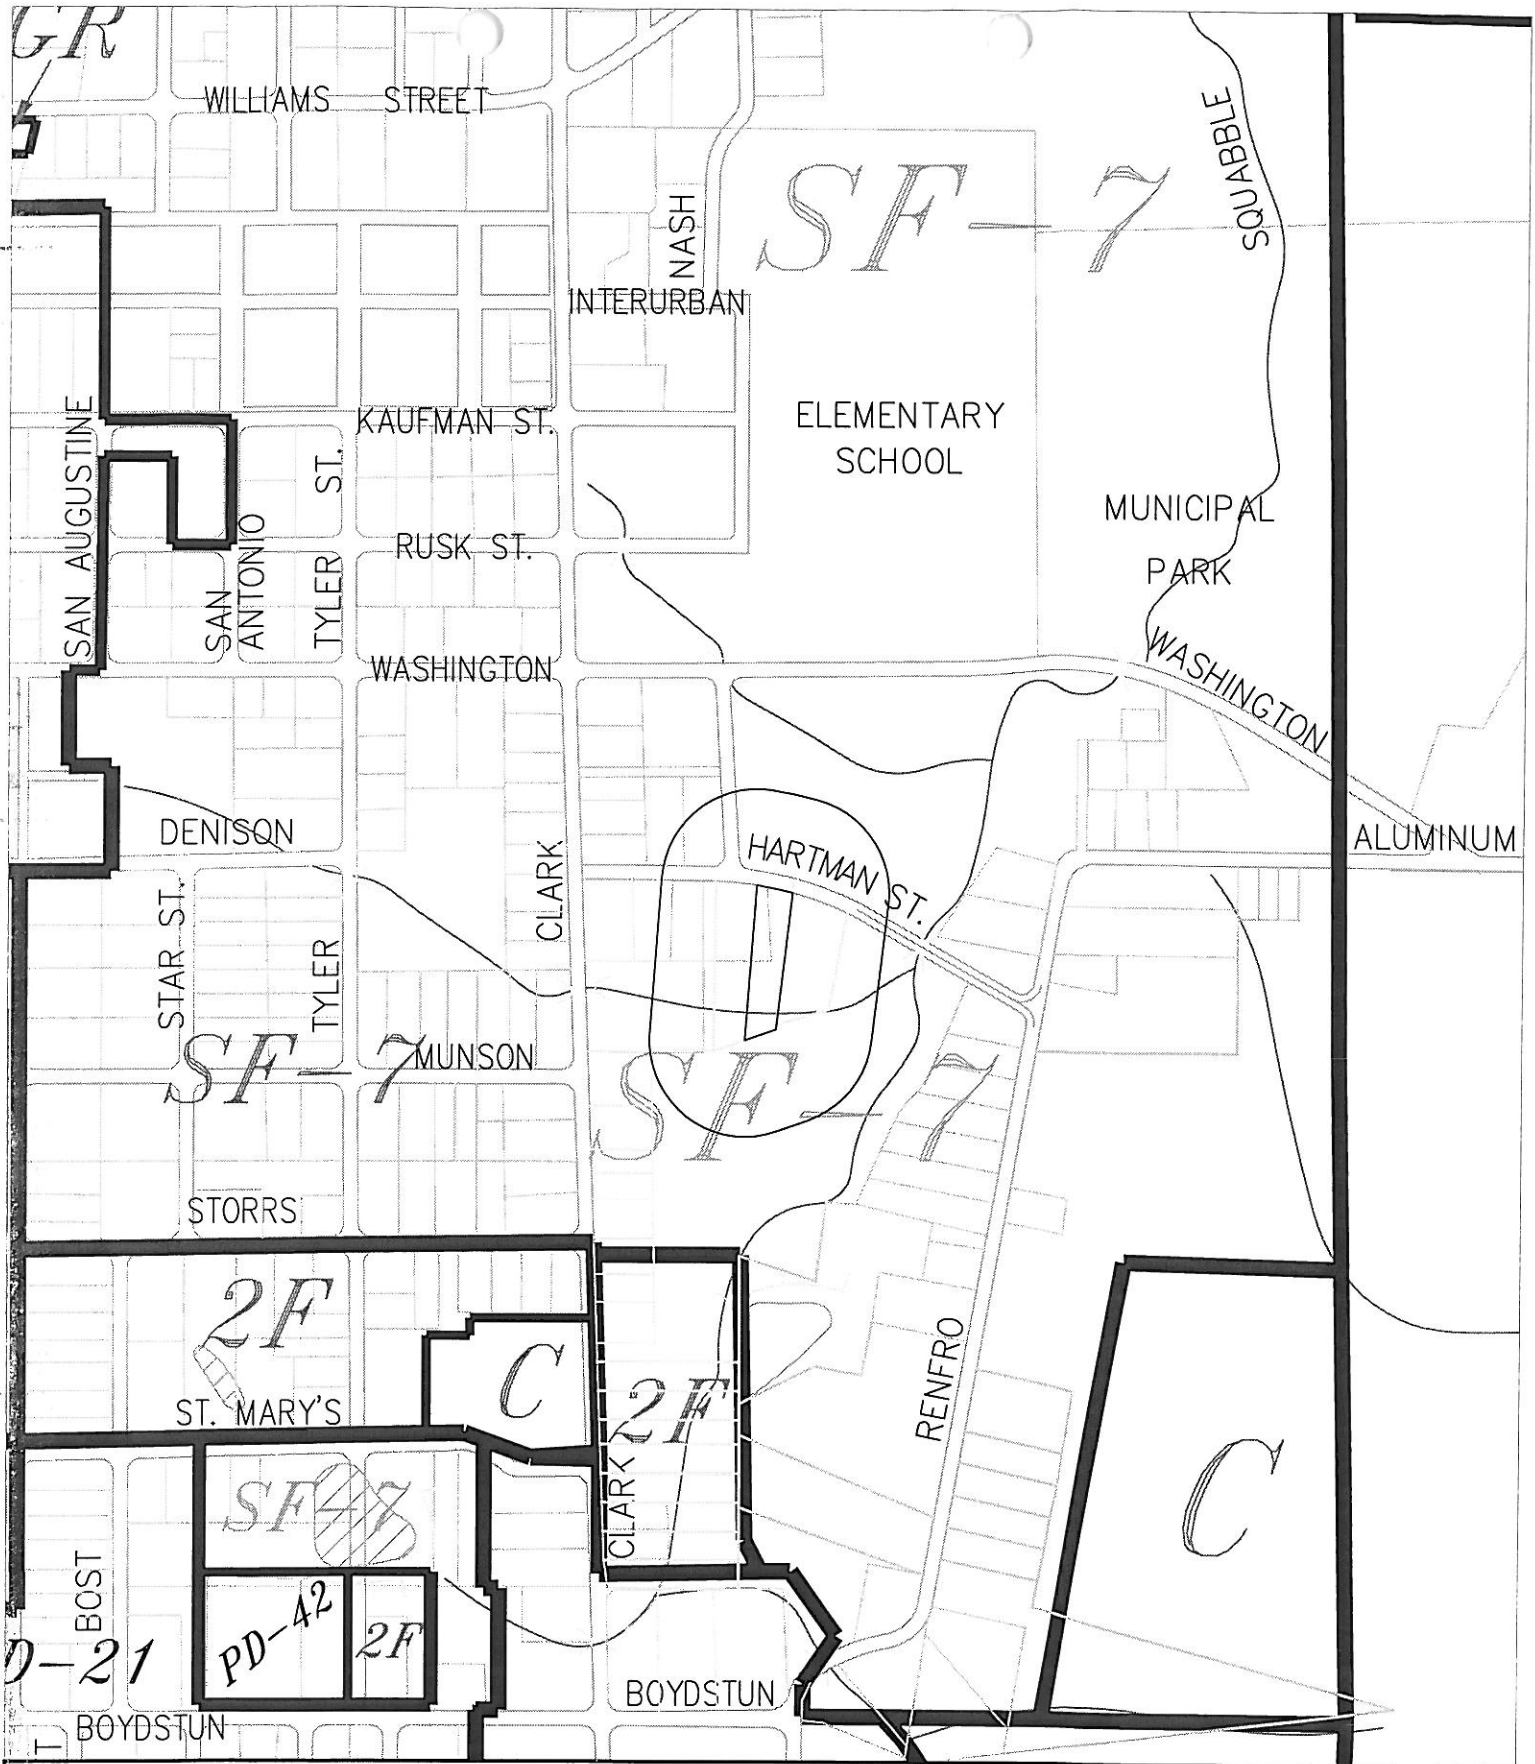 GR
WILLIAMS STREET
SQUABBLE
SF-7
NASH
INTERURBAN
SAN AUGUSTINE
KAUFMAN ST.
ELEMENTARY
SCHOOL
MUNICIPAL
PARK
RUSK ST.
SAN
ANTONIO
TYLER ST.
WASHINGTON
WASHINGTON
DENISON
HARTMAN ST.
ALUMINUM
CLARK
STAR ST.
TYLER
SF-7
MUNSON
SF-7
STORRS
2F
C
2F
ST. MARY'S
RENFRO
C
SF-7
CLARK
BOST
PD-42
2F
D-21
BOYDSTUN
BOYDSTUN
T